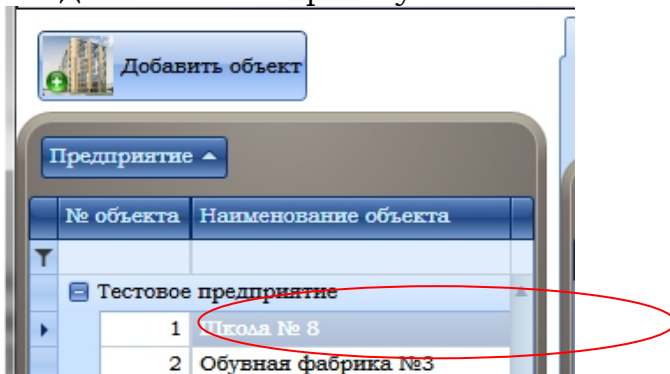 Добавить объект
Предприятие
№ объекта Наименование объекта
Тестовое предприятие
1 Школа № 8
2 Обувная фабрика №3